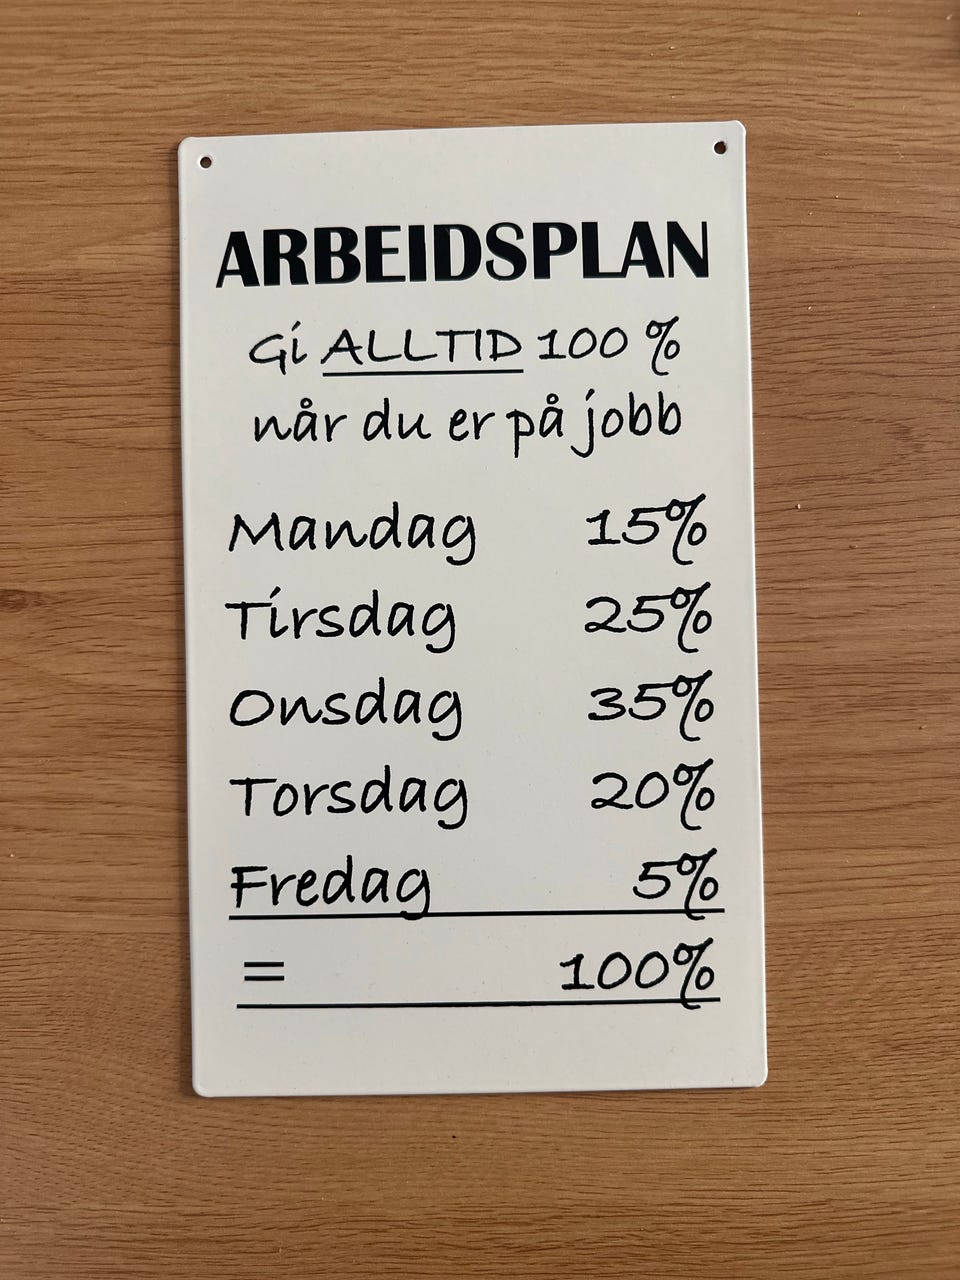 ARBEIDSPLAN
Gi ALLTID 100 %
når du er på jobb
Mandag 15%
Tirsdag 25%
Onsdag 35%
Torsdag 20%
Fredag 5%
= 100%